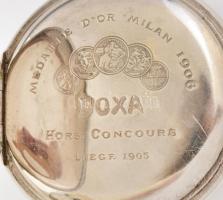 MEDAILLE D'OR MILAN 1906
DOXA
HORS CONCOURS
LIEGE 1905